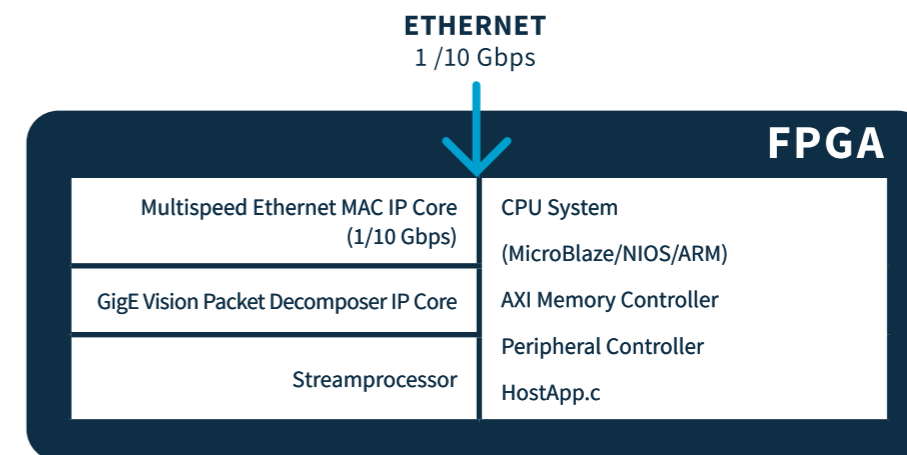 ETHERNET
1 /10 Gbps
FPGA
Multispeed Ethernet MAC IP Core
(1/10 Gbps)
GigE Vision Packet Decomposer IP Core
Streamprocessor
CPU System
(MicroBlaze/NIOS/ARM)
AXI Memory Controller
Peripheral Controller
HostApp.c